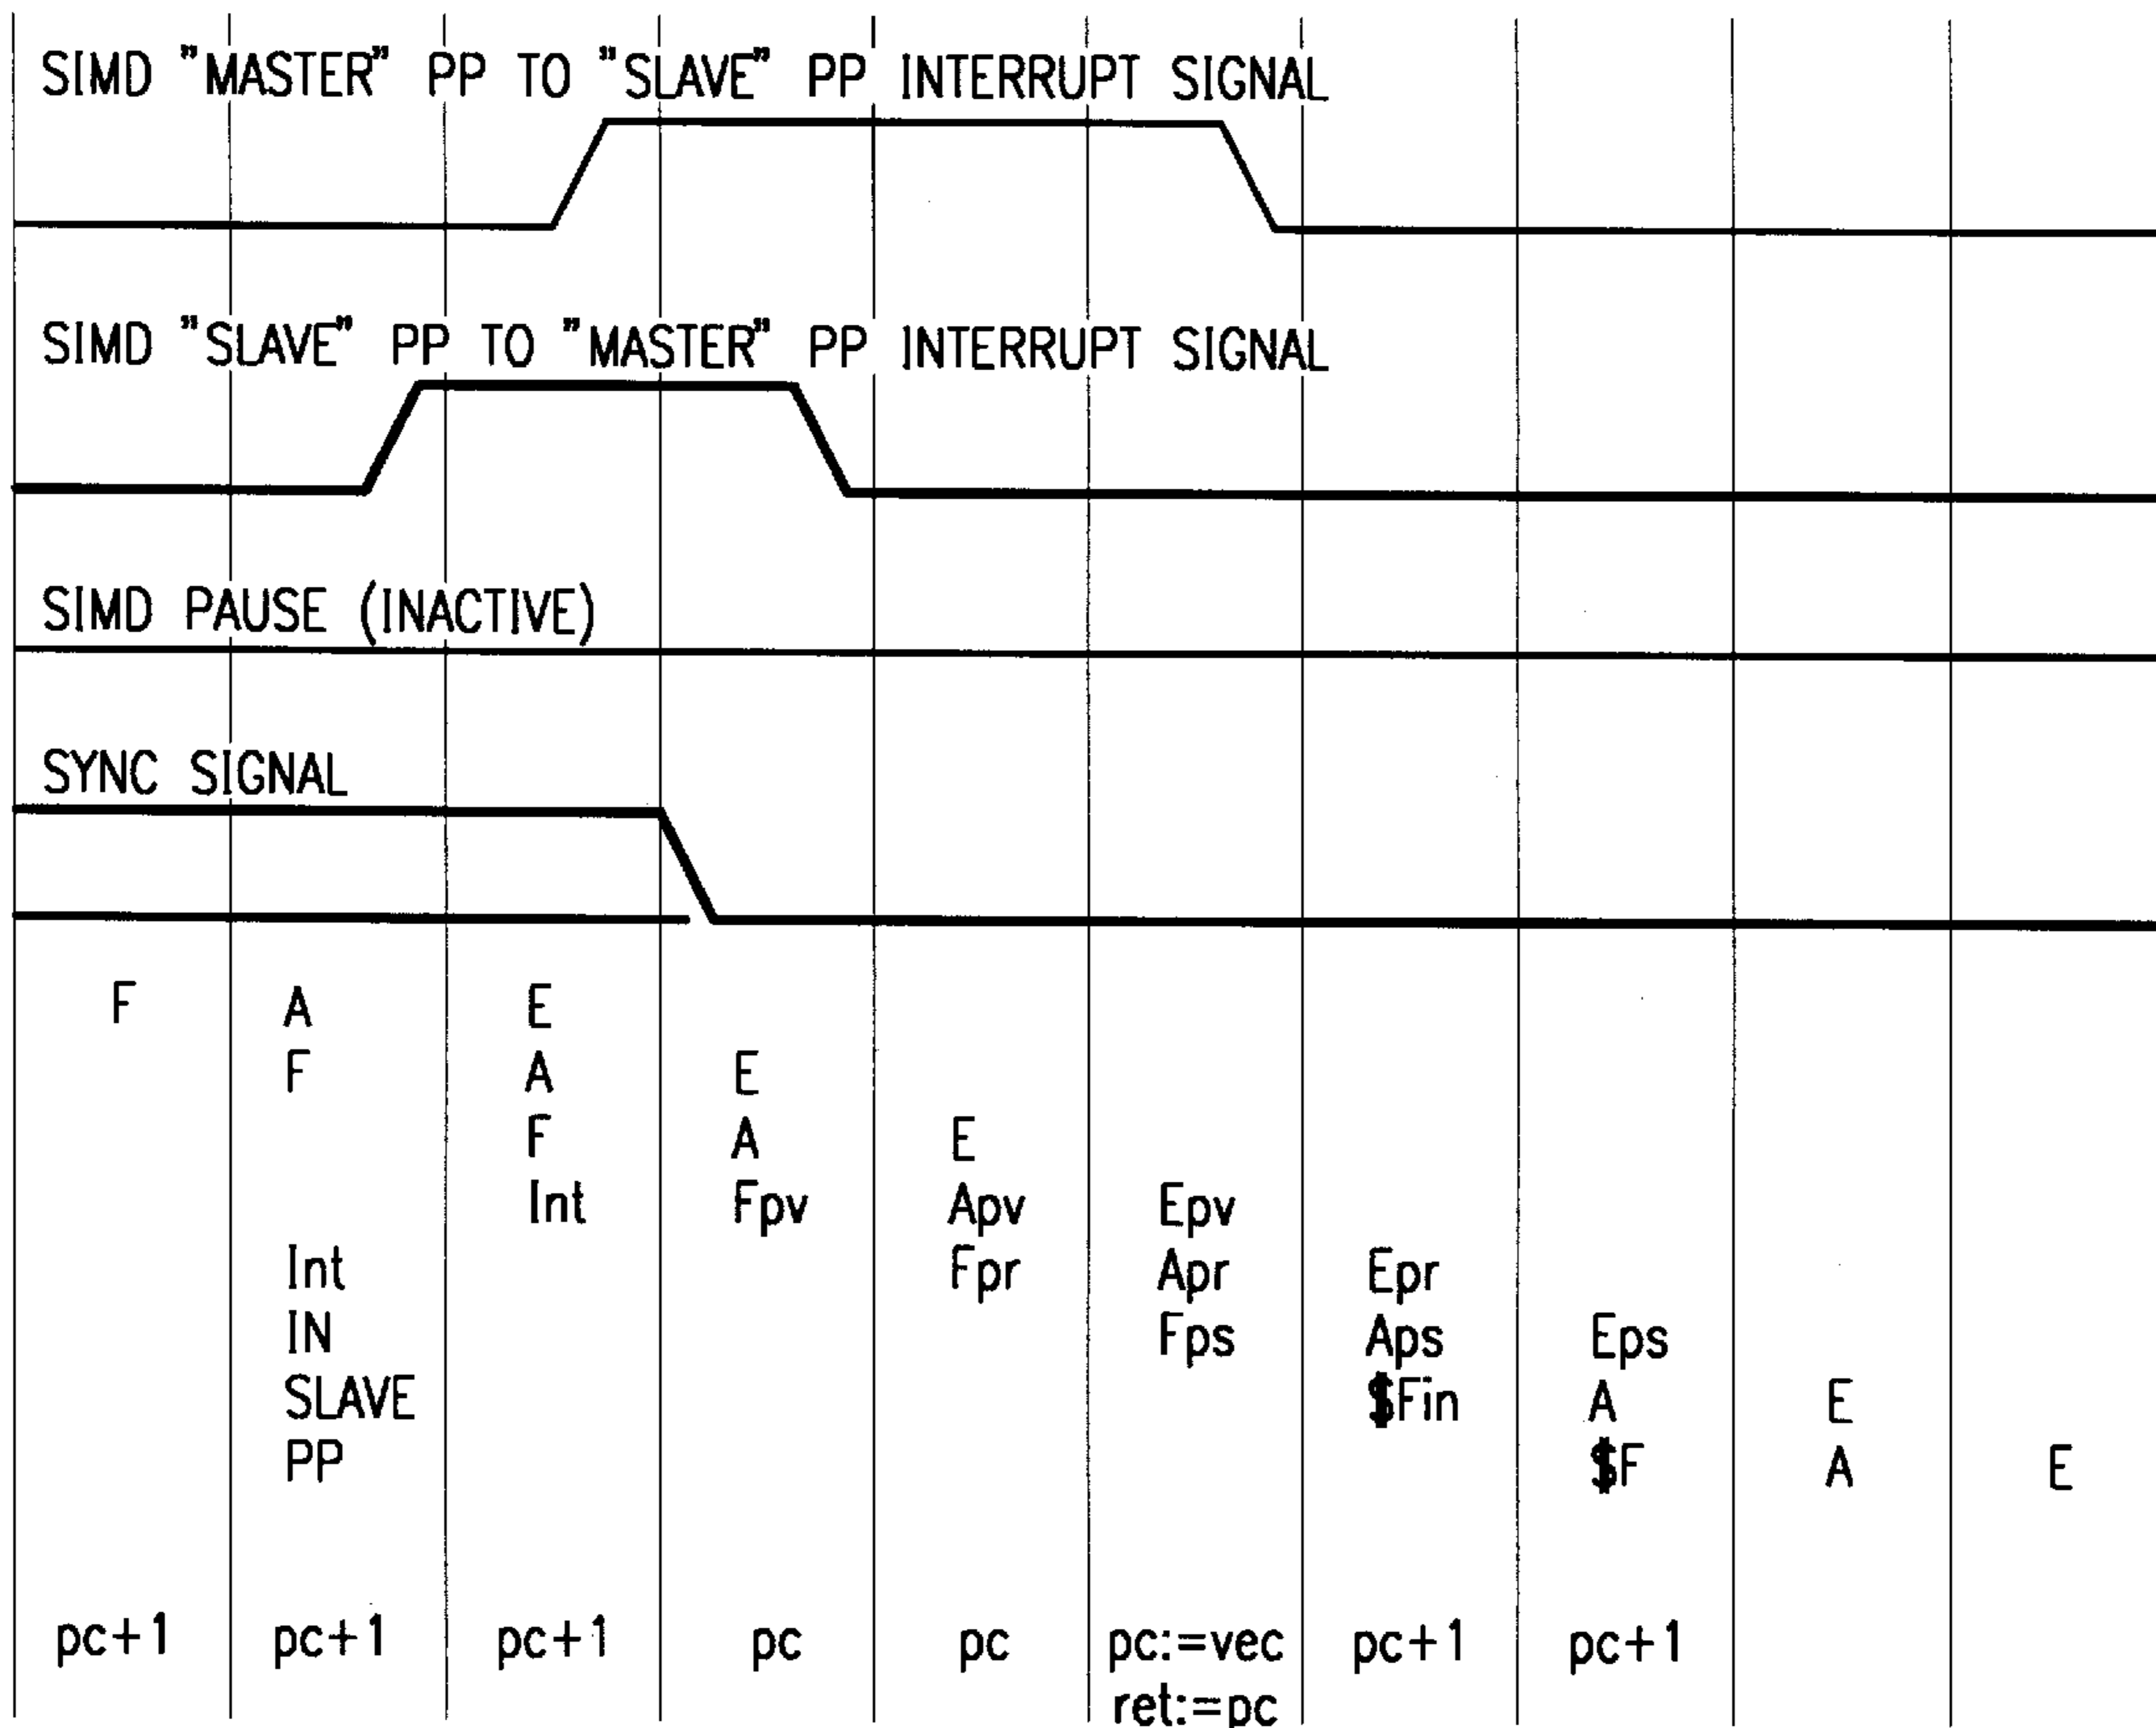 SIMD "MASTER" PP TO "SLAVE" PP INTERRUPT SIGNAL
SIMD "SLAVE" PP TO "MASTER" PP INTERRUPT SIGNAL
SIMD PAUSE (INACTIVE)
SYNC SIGNAL
F A E
F A E
F A E
Int Fpv Apv Epv
Int Fpr Apr Epr
IN Fps Aps Eps
SLAVE $Fin A E
PP $F A E
pc+1 pc+1 pc+1 pc pc pc:=vec pc+1 pc+1
ret:=pc